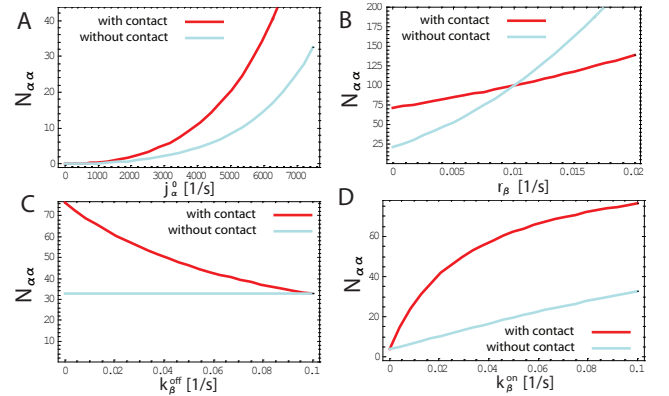 A
with contact
without contact
N_αα
40
30
20
10
0
0 1000 2000 3000 4000 5000 6000 7000
j_α^0 [1/s]
B
with contact
without contact
N_αα
200
175
150
125
100
75
50
25
0 0.005 0.01 0.015 0.02
r_β [1/s]
C
with contact
without contact
N_αα
70
60
50
40
30
20
10
0 0.02 0.04 0.06 0.08 0.1
k_β^off [1/s]
D
with contact
without contact
N_αα
60
40
20
0
0 0.02 0.04 0.06 0.08 0.1
k_β^on [1/s]